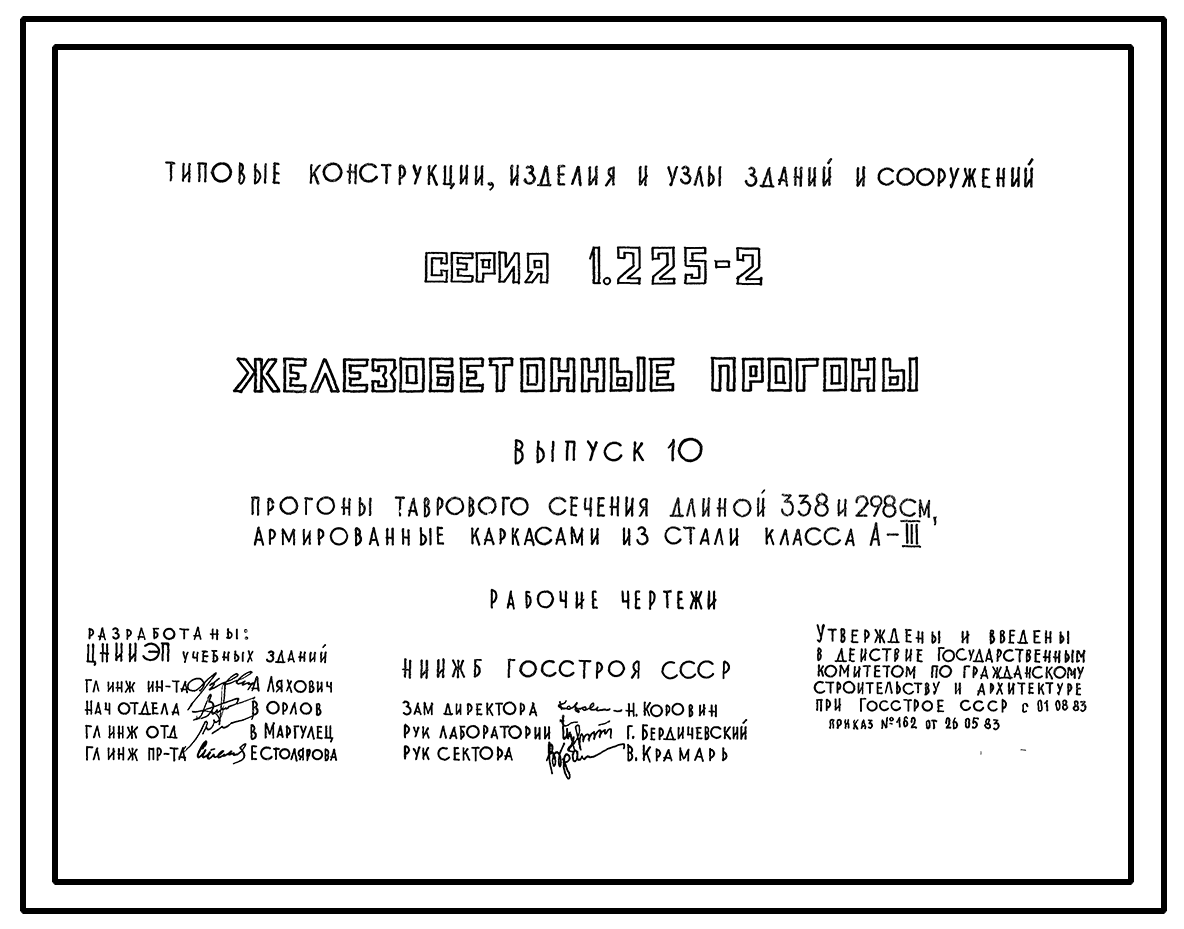 ТИПОВЫЕ КОНСТРУКЦИИ, ИЗДЕЛИЯ И УЗЛЫ ЗДАНИЙ И СООРУЖЕНИЙ
СЕРИЯ 1.225-2
ЖЕЛЕЗОБЕТОННЫЕ ПРОГОНЫ
ВЫПУСК 10
ПРОГОНЫ ТАВРОВОГО СЕЧЕНИЯ ДЛИНОЙ 338 И 298СМ,
АРМИРОВАННЫЕ КАРКАСАМИ ИЗ СТАЛИ КЛАССА А-III
РАБОЧИЕ ЧЕРТЕЖИ
РАЗРАБОТАНЫ:
ЦНИИЭП УЧЕБНЫХ ЗДАНИЙ
ГЛ ИНЖ ИН-ТА А ЛЯХОВИЧ
НАЧ ОТДЕЛА В ОРЛОВ
ГЛ ИНЖ ОТД В МАРГУЛЕЦ
ГЛ ИНЖ ПР-ТА Е СТОЛЯРОВА
НИИЖБ ГОССТРОЯ СССР
ЗАМ ДИРЕКТОРА Н. КОРОВИН
РУК ЛАБОРАТОРИИ Г. БЕРДИЧЕВСКИЙ
РУК СЕКТОРА В. КРАМАРЬ
УТВЕРЖДЕНЫ И ВВЕДЕНЫ
В ДЕИСТВИЕ ГОСУДАРСТВЕННЫМ
КОМИТЕТОМ ПО ГРАЖДАНСКОМУ
СТРОИТЕЛЬСТВУ И АРХИТЕКТУРЕ
ПРИ ГОССТРОЕ СССР С 01 08 83
ПРИКАЗ №162 ОТ 26 05 83